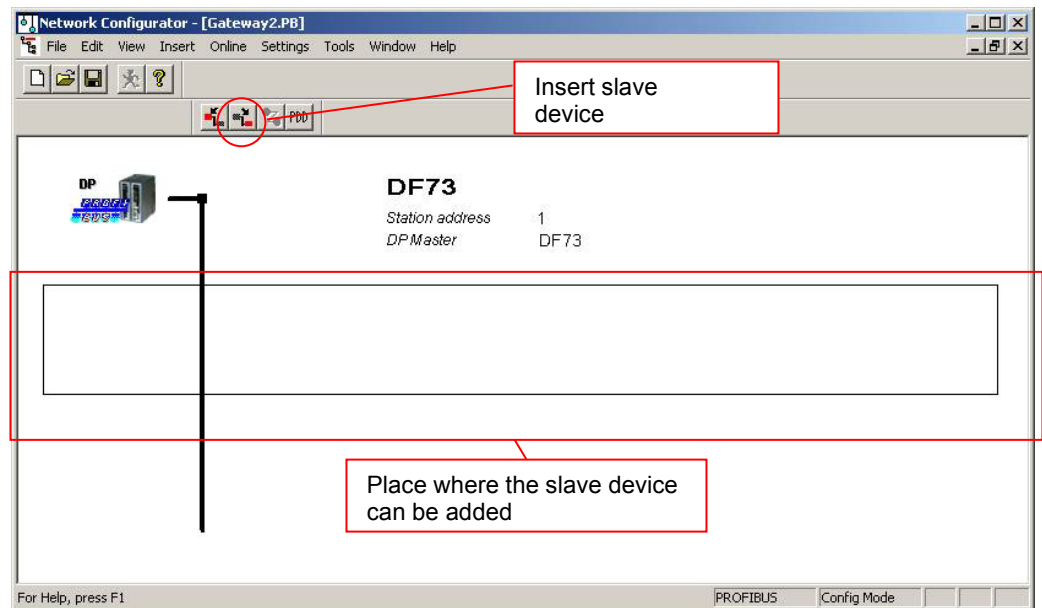 Network Configurator - [Gateway2.PB]
File Edit View Insert Online Settings Tools Window Help
Insert slave
device
PDD
DP
PROFI
BUS
DF73
Station address 1
DP Master DF73
Place where the slave device
can be added
For Help, press F1
PROFIBUS
Config Mode